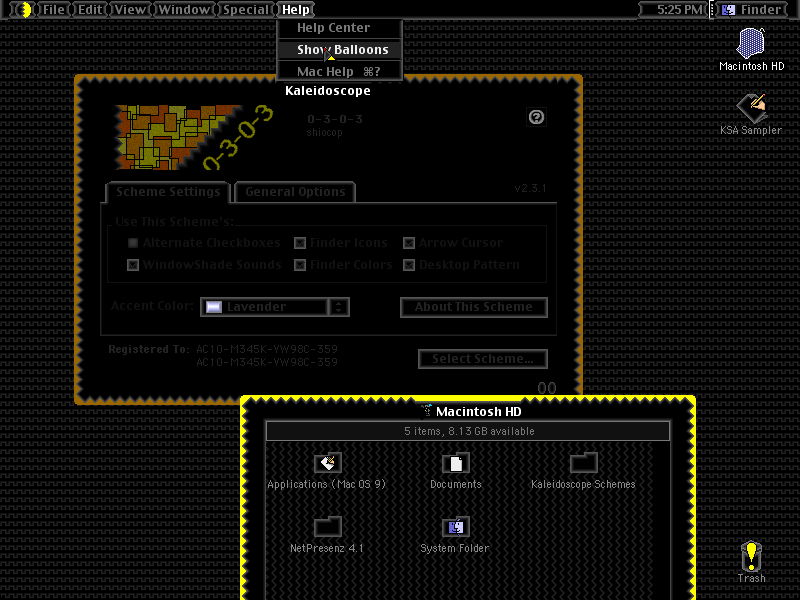 File Edit View Window Special Help 5:25 PM Finder
Help Center
Show Balloons
Mac Help ⌘?
Macintosh HD
KSA Sampler
Kaleidoscope
0-3-0-3
0-3-0-3
shiocop
Scheme Settings General Options
v2.3.1
Use This Scheme's:
Alternate Checkboxes Finder Icons Arrow Cursor
WindowShade Sounds Finder Colors Desktop Pattern
Accent Color: Lavender About This Scheme
Registered To: AC10-M345K-YW98C-359
AC10-M345K-YW98C-359
Select Scheme...
00
Macintosh HD
5 items, 8.13 GB available
Applications (Mac OS 9) Documents Kaleidoscope Schemes
NetPresenz 4.1 System Folder
Trash